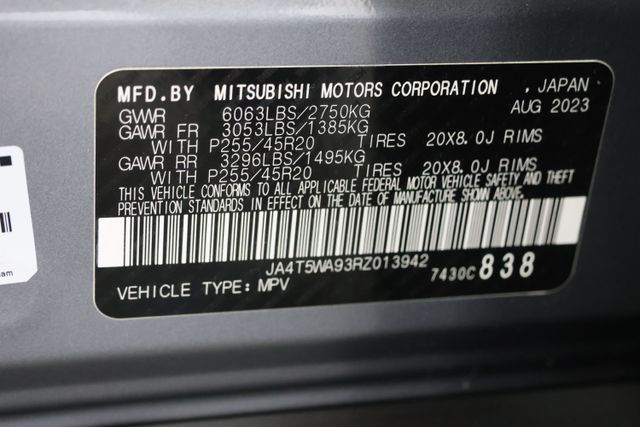 MFD.BY MITSUBISHI MOTORS CORPORATION , JAPAN
GVWR 6063LBS/2750KG AUG 2023
GAWR FR 3053LBS/1385KG
WITH P255/45R20 TIRES 20X8.0J RIMS
GAWR RR 3296LBS/1495KG
WITH P255/45R20 TIRES 20X8.0J RIMS
THIS VEHICLE CONFORMS TO ALL APPLICABLE FEDERAL MOTOR VEHICLE SAFETY AND THEFT
PREVENTION STANDARDS IN EFFECT ON THE DATE OF MANUFACTURE SHOWN ABOVE.
JA4T5WA93RZ013942 7430C 838
VEHICLE TYPE: MPV